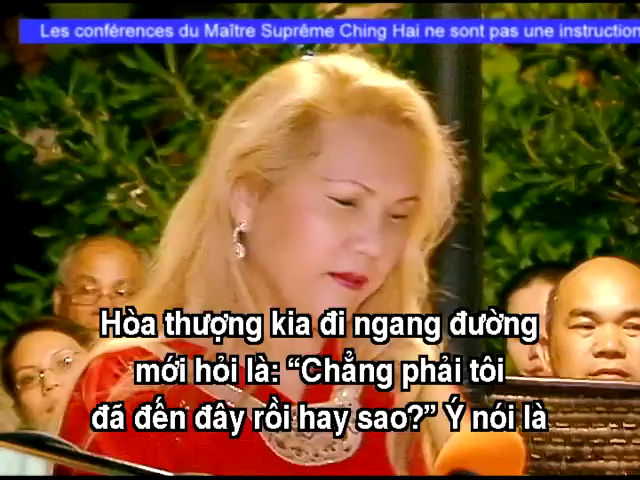 Les conférences du Maître Suprême Ching Hai ne sont pas une instruction
Hòa thượng kia đi ngang đường
mới hỏi là: “Chẳng phải tôi
đã đến đây rồi hay sao?” Ý nói là